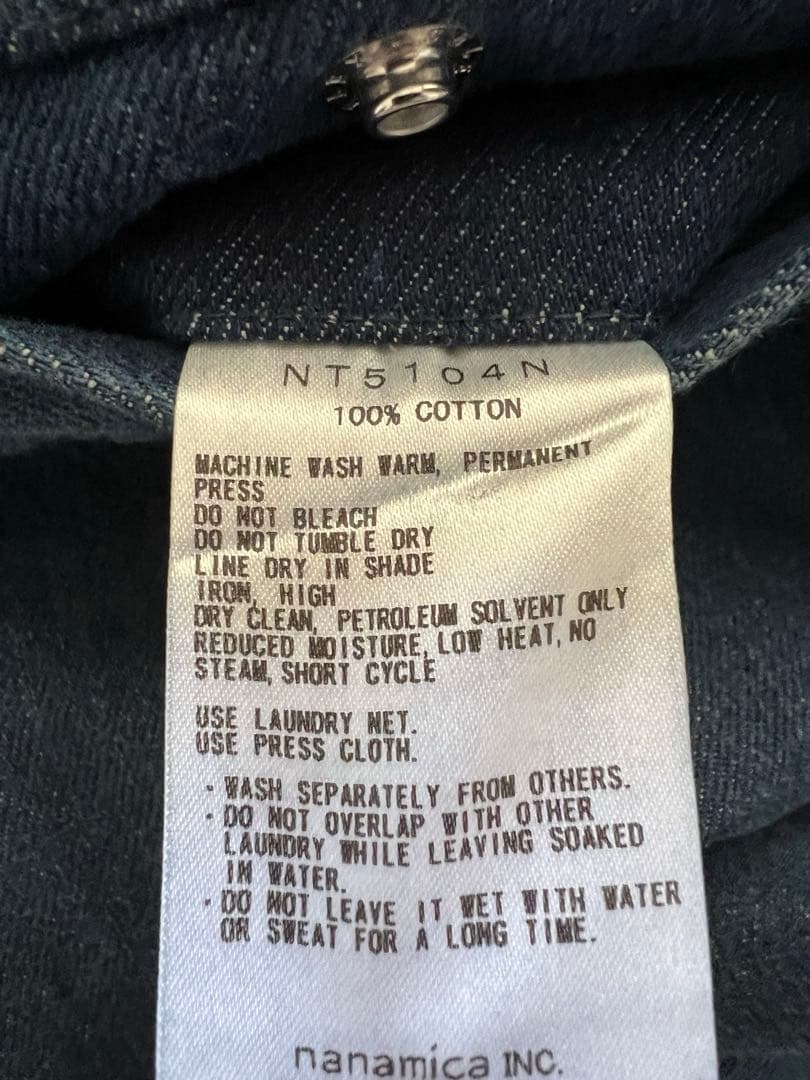 NT5104N
100% COTTON
MACHINE WASH WARM, PERMANENT
PRESS
DO NOT BLEACH
DO NOT TUMBLE DRY
LINE DRY IN SHADE
IRON, HIGH
DRY CLEAN, PETROLEUM SOLVENT ONLY
REDUCED MOISTURE, LOW HEAT, NO
STEAM, SHORT CYCLE
USE LAUNDRY NET.
USE PRESS CLOTH.
・WASH SEPARATELY FROM OTHERS.
・DO NOT OVERLAP WITH OTHER
LAUNDRY WHILE LEAVING SOAKED
IN WATER.
・DO NOT LEAVE IT WET WITH WATER
OR SWEAT FOR A LONG TIME.
nanamica INC.